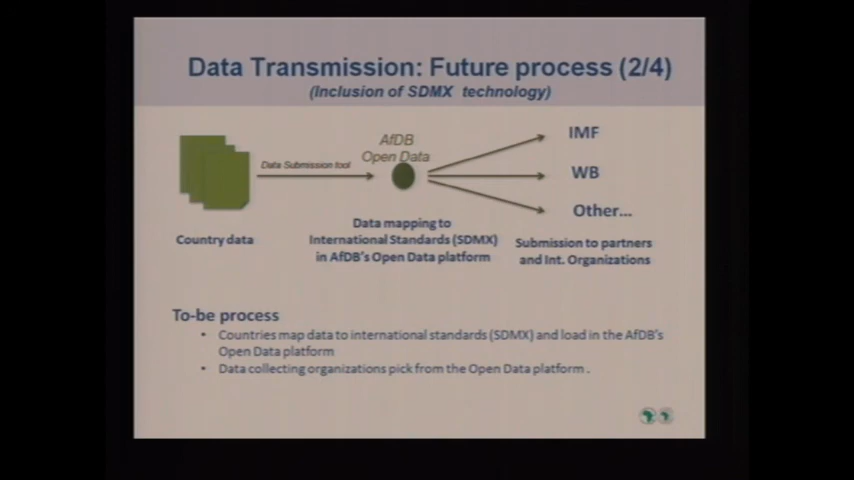 Data Transmission: Future process (2/4)
(Inclusion of SDMX technology)
AfDB
Open Data
Data Submission tool
IMF
WB
Other...
Country data
Data mapping to
International Standards (SDMX)
in AfDB's Open Data platform
Submission to partners
and Int. Organizations
To-be process
• Countries map data to international standards (SDMX) and load in the AfDB's
Open Data platform
• Data collecting organizations pick from the Open Data platform .